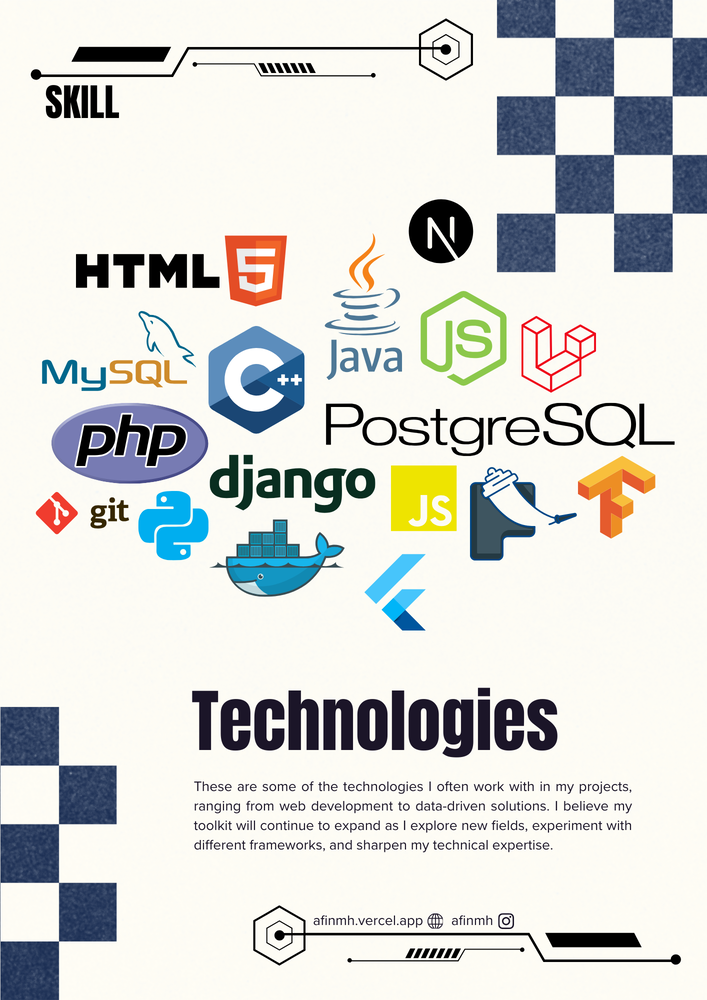 SKILL
N
HTML 5
Java
JS
MySQL
C++
php
PostgreSQL
django
JS
git
Technologies
These are some of the technologies I often work with in my projects,
ranging from web development to data-driven solutions. I believe my
toolkit will continue to expand as I explore new fields, experiment with
different frameworks, and sharpen my technical expertise.
afinmh.vercel.app afinmh